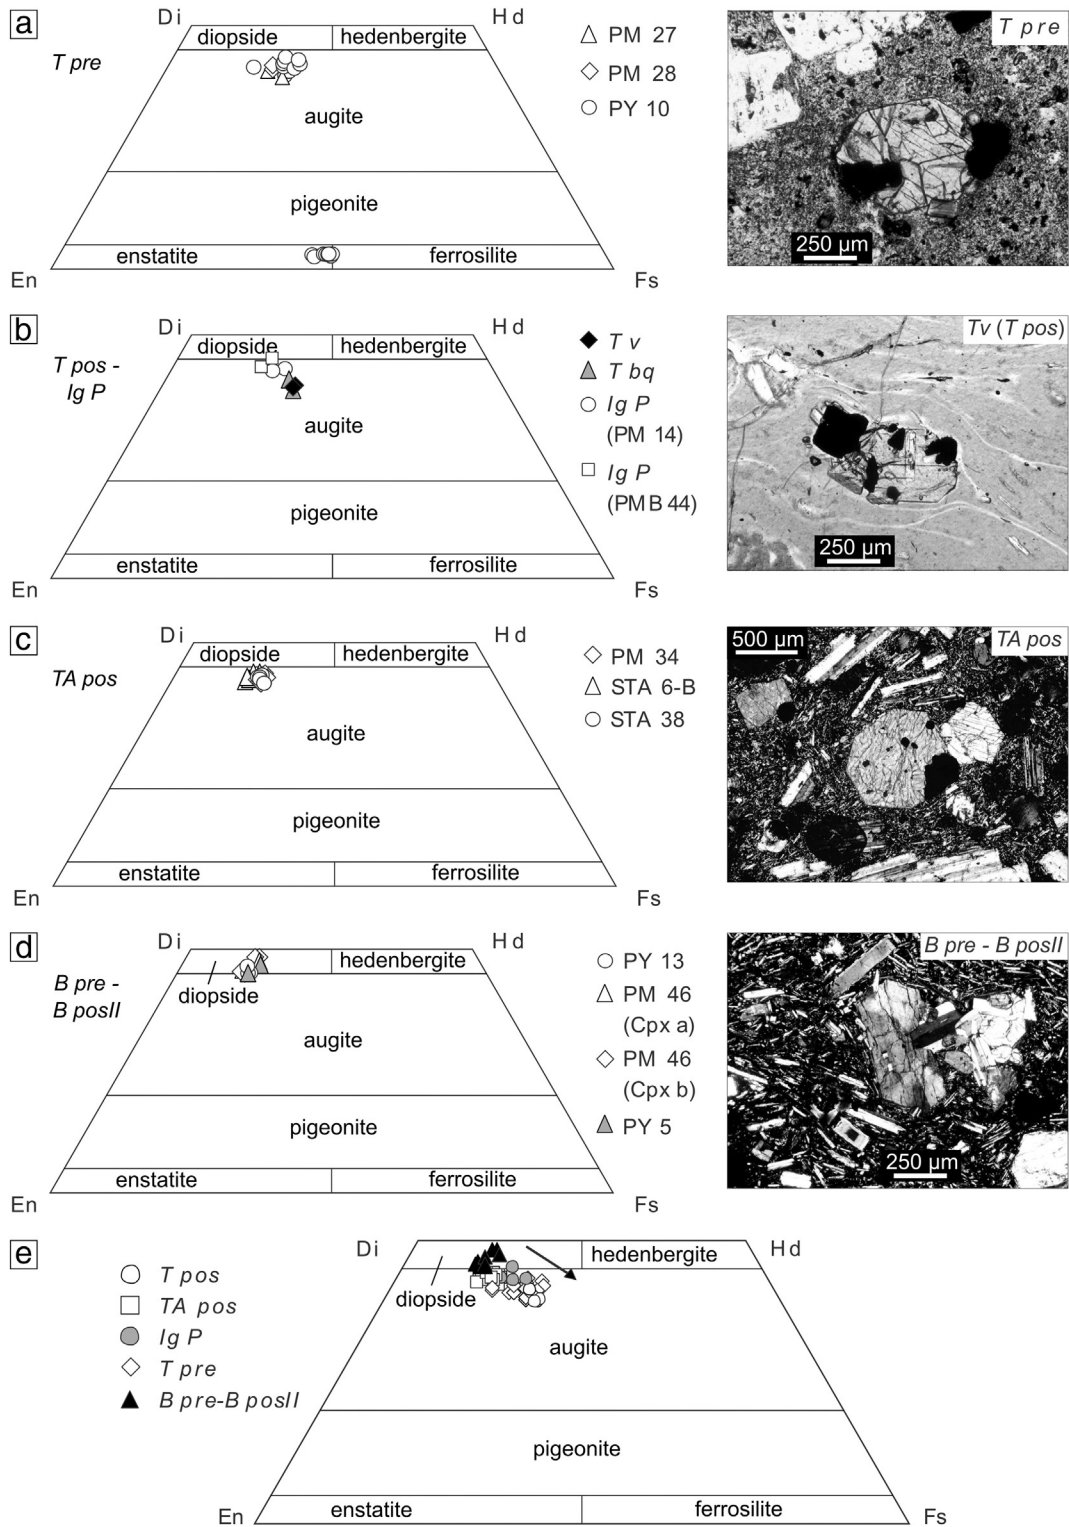 a
Di
Hd
diopside
hedenbergite
T pre
augite
pigeonite
enstatite
ferrosilite
En
Fs
PM 27
PM 28
PY 10
T pre
250 µm
b
Di
Hd
diopside
hedenbergite
T pos -
Ig P
augite
pigeonite
enstatite
ferrosilite
En
Fs
T v
T bq
Ig P
(PM 14)
Ig P
(PMB 44)
Tv (T pos)
250 µm
c
Di
Hd
diopside
hedenbergite
TA pos
augite
pigeonite
enstatite
ferrosilite
En
Fs
PM 34
STA 6-B
STA 38
500 µm
TA pos
d
Di
Hd
hedenbergite
diopside
B pre -
B posII
augite
pigeonite
enstatite
ferrosilite
En
Fs
PY 13
PM 46
(Cpx a)
PM 46
(Cpx b)
PY 5
B pre - B posII
250 µm
e
Di
Hd
hedenbergite
diopside
augite
pigeonite
enstatite
ferrosilite
En
Fs
T pos
TA pos
Ig P
T pre
B pre-B posII